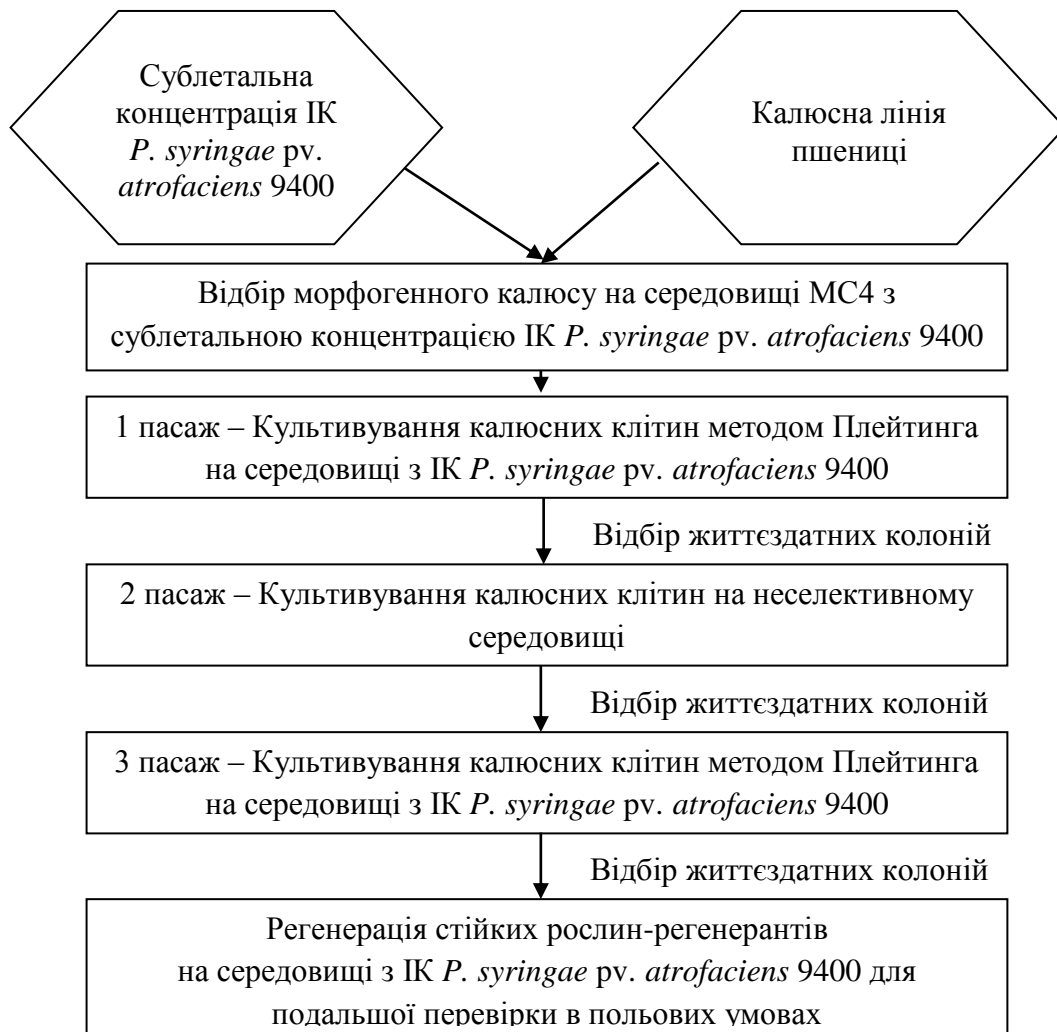 Сублетальна
концентрація ІК
P. syringae pv.
atrofaciens 9400
Калюсна лінія
пшениці
Відбір морфогенного калюсу на середовищі МС4 з
сублетальною концентрацією ІК P. syringae pv. atrofaciens 9400
1 пасаж – Культивування калюсних клітин методом Плейтинга
на середовищі з ІК P. syringae pv. atrofaciens 9400
Відбір життєздатних колоній
2 пасаж – Культивування калюсних клітин на неселективному
середовищі
Відбір життєздатних колоній
3 пасаж – Культивування калюсних клітин методом Плейтинга
на середовищі з ІК P. syringae pv. atrofaciens 9400
Відбір життєздатних колоній
Регенерація стійких рослин-регенерантів
на середовищі з ІК P. syringae pv. atrofaciens 9400 для
подальшої перевірки в польових умовах